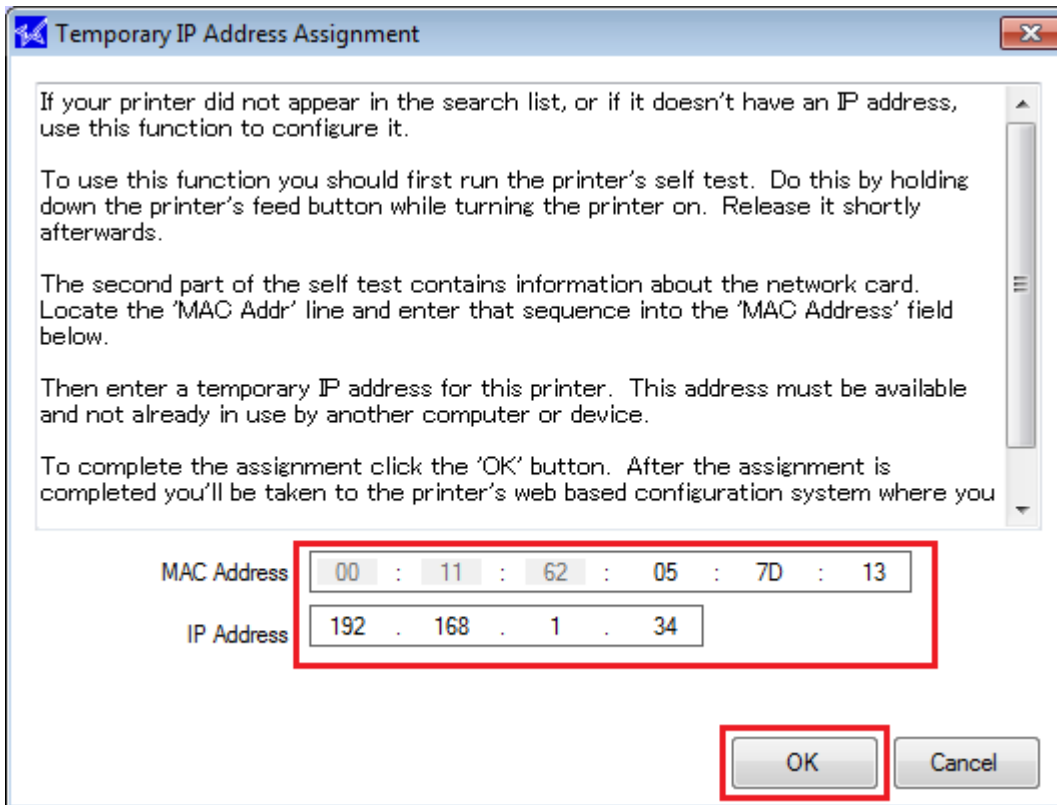 Temporary IP Address Assignment
If your printer did not appear in the search list, or if it doesn't have an IP address,
use this function to configure it.
To use this function you should first run the printer's self test.  Do this by holding
down the printer's feed button while turning the printer on.  Release it shortly
afterwards.
The second part of the self test contains information about the network card.
Locate the 'MAC Addr' line and enter that sequence into the 'MAC Address' field
below.
Then enter a temporary IP address for this printer.  This address must be available
and not already in use by another computer or device.
To complete the assignment click the 'OK' button.  After the assignment is
completed you'll be taken to the printer's web based configuration system where you
MAC Address 00 : 11 : 62 : 05 : 7D : 13
IP Address 192 . 168 . 1 . 34
OK Cancel